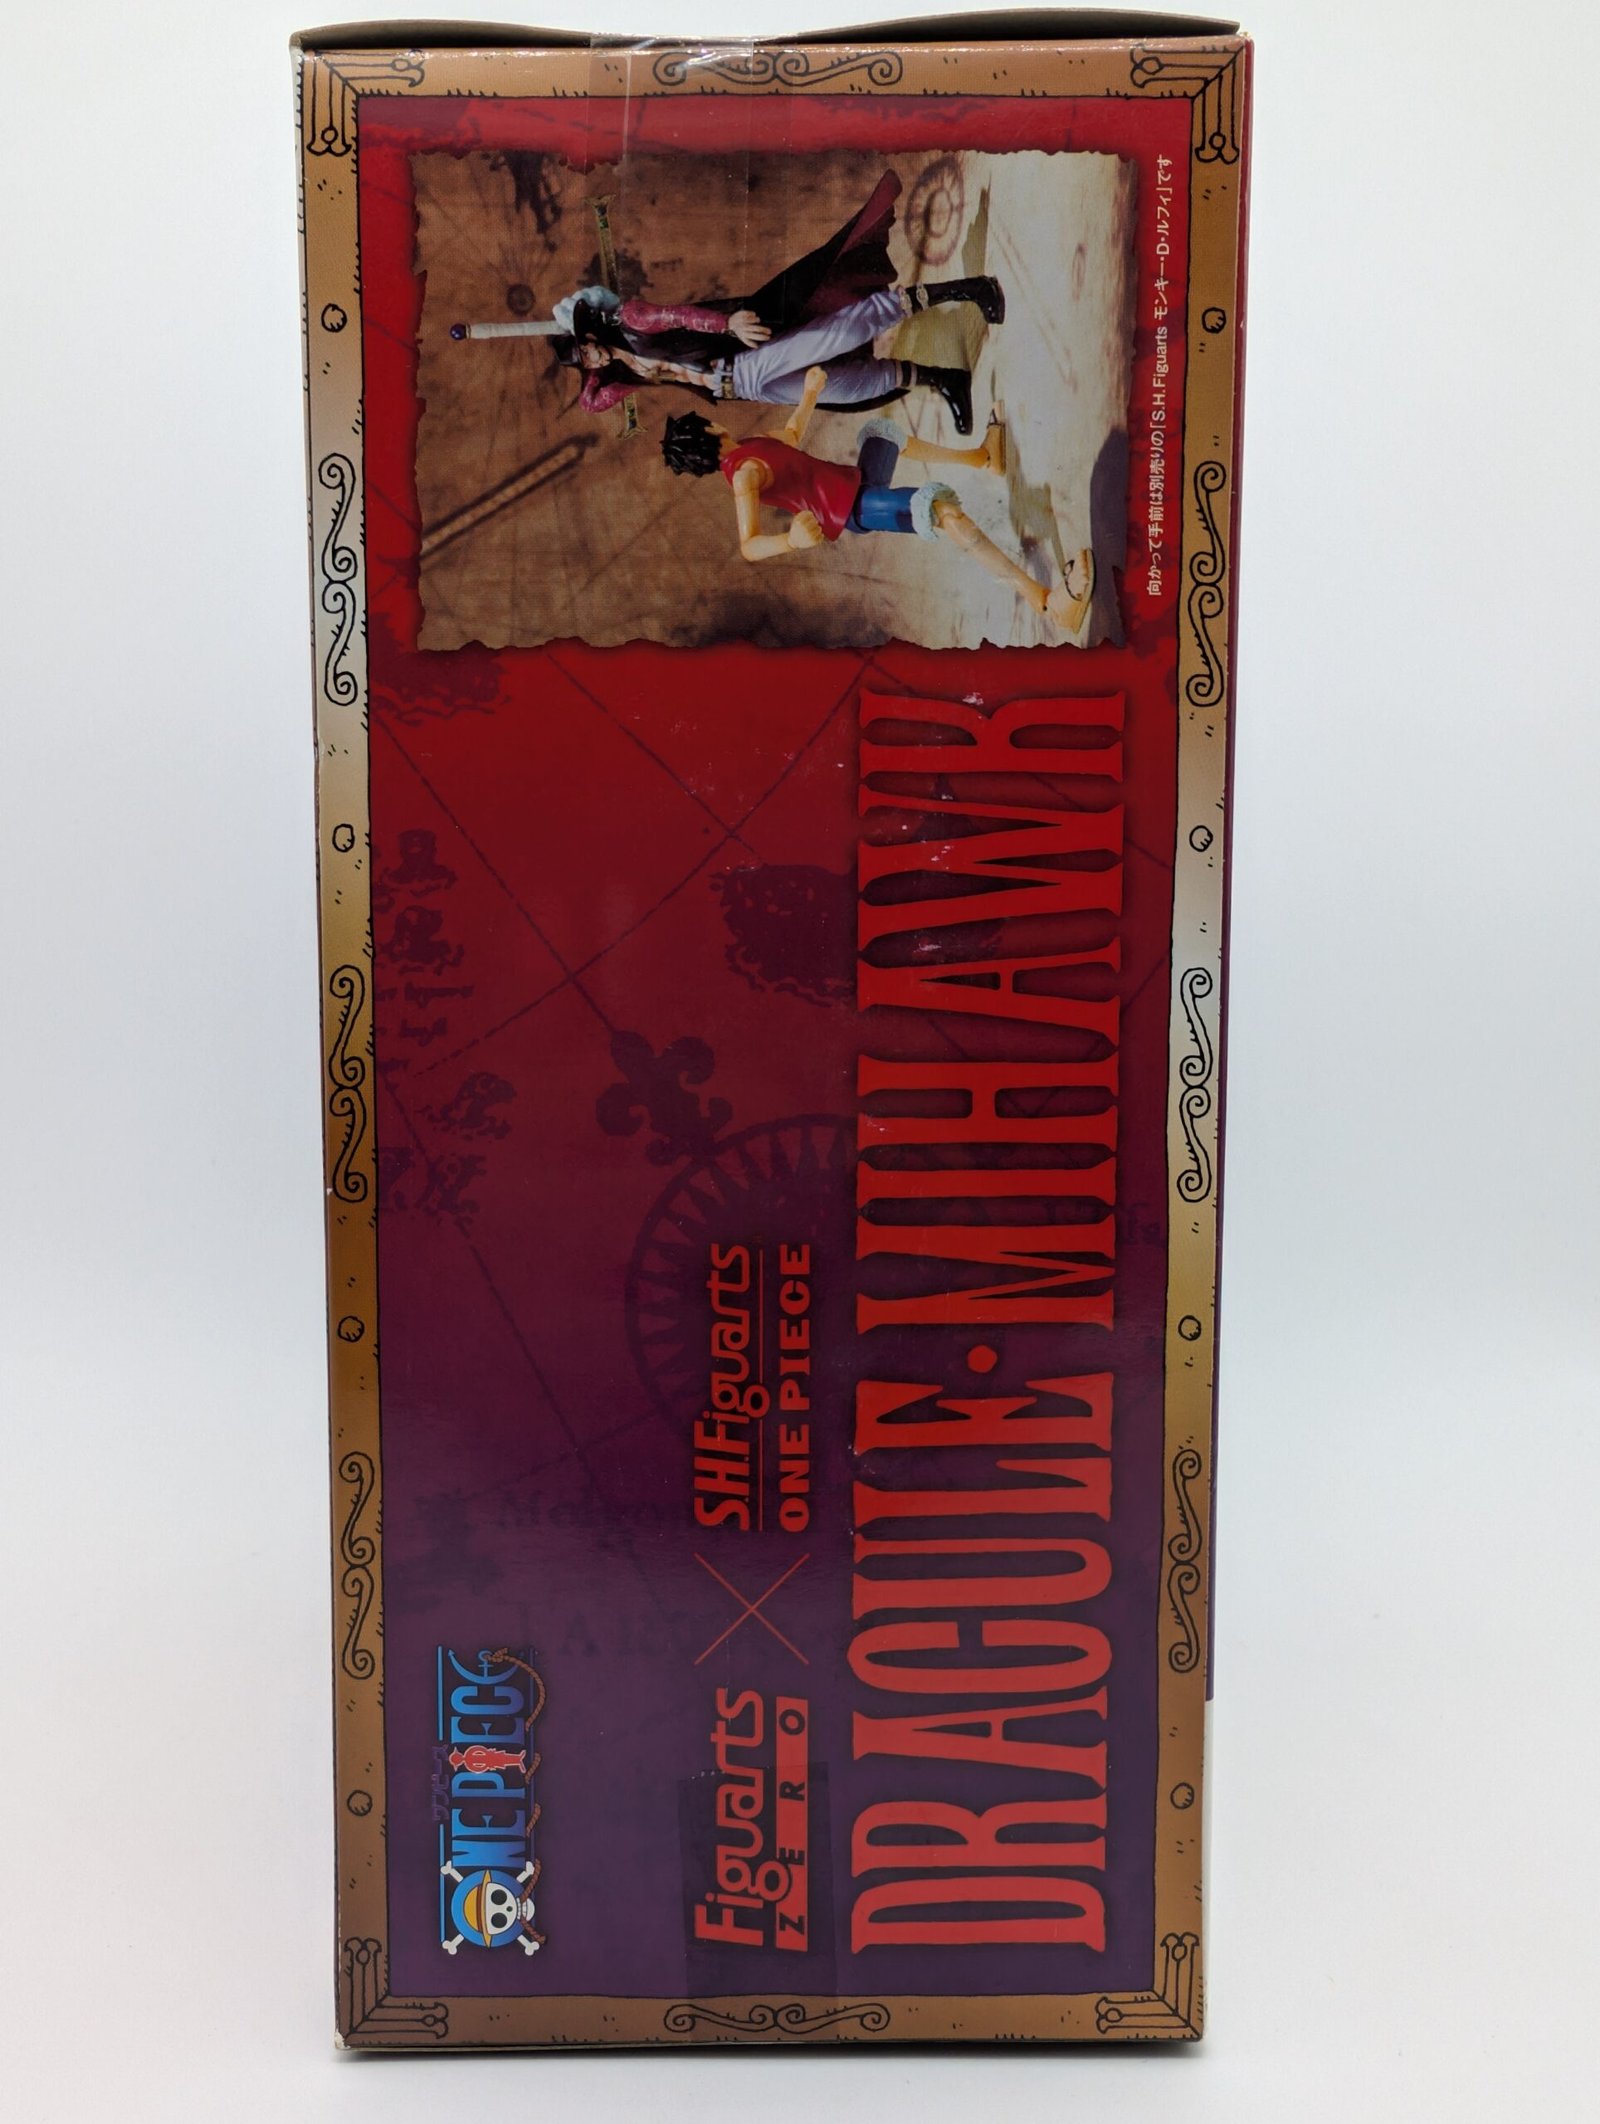 ワンピース
ONE PIECE
Figuarts
ZERO
S.H.Figuarts
ONE PIECE
DRACULE・MIHAWK
向かって手前は別売りの「S.H.Figuarts モンキー・D・ルフィ」です